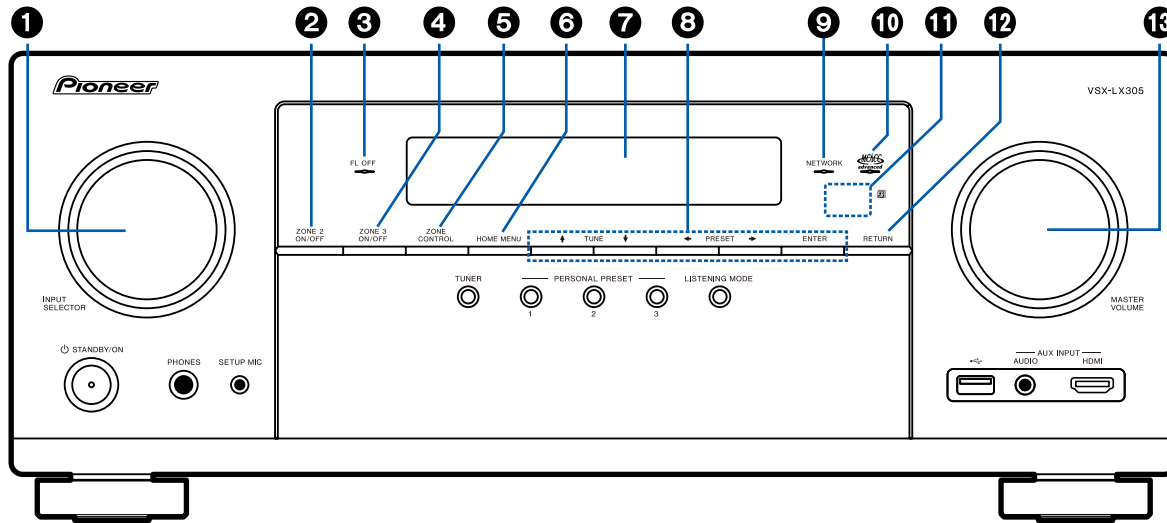 1 2 3 4 5 6 7 8 9 10 11 12 13
Pioneer
VSX-LX305
FL OFF
NETWORK
MCACC
advanced
ZONE 2
ON/OFF
ZONE 3
ON/OFF
ZONE
CONTROL
HOME MENU
TUNE
PRESET
ENTER
RETURN
INPUT
SELECTOR
TUNER
PERSONAL PRESET
LISTENING MODE
1 2 3
MASTER
VOLUME
STANDBY/ON
PHONES
SETUP MIC
AUX INPUT
AUDIO
HDMI